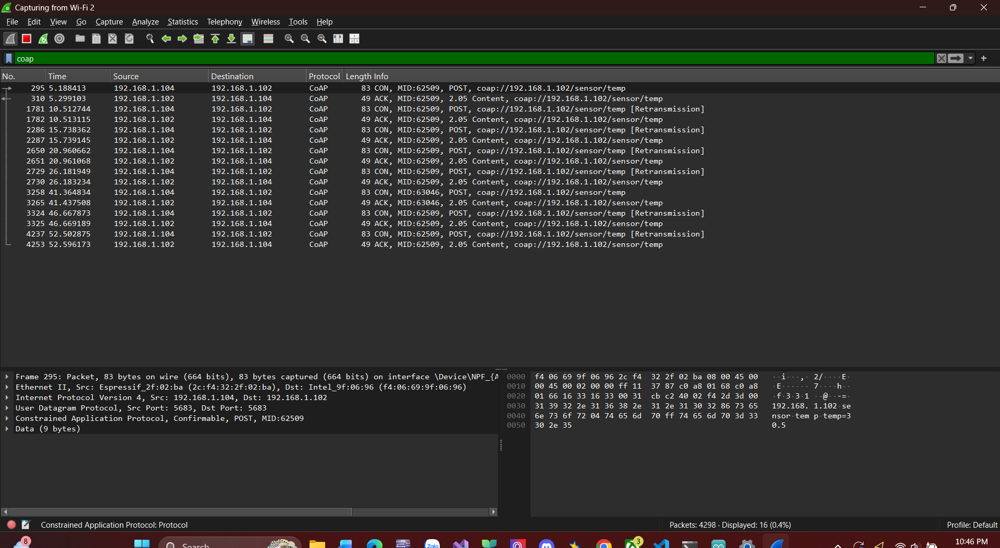 Capturing from Wi-Fi 2
File Edit View Go Capture Analyze Statistics Telephony Wireless Tools Help
coap
No. Time Source Destination Protocol Length Info
295 5.188413 192.168.1.104 192.168.1.102 CoAP 83 CON, MID:62509, POST, coap://192.168.1.102/sensor/temp
310 5.299103 192.168.1.102 192.168.1.104 CoAP 49 ACK, MID:62509, 2.05 Content, coap://192.168.1.102/sensor/temp
1781 10.512744 192.168.1.104 192.168.1.102 CoAP 83 CON, MID:62509, POST, coap://192.168.1.102/sensor/temp [Retransmission]
1782 10.513115 192.168.1.102 192.168.1.104 CoAP 49 ACK, MID:62509, 2.05 Content, coap://192.168.1.102/sensor/temp
2286 15.738362 192.168.1.104 192.168.1.102 CoAP 83 CON, MID:62509, POST, coap://192.168.1.102/sensor/temp [Retransmission]
2287 15.739145 192.168.1.102 192.168.1.104 CoAP 49 ACK, MID:62509, 2.05 Content, coap://192.168.1.102/sensor/temp
2650 20.960662 192.168.1.104 192.168.1.102 CoAP 83 CON, MID:62509, POST, coap://192.168.1.102/sensor/temp [Retransmission]
2651 20.961068 192.168.1.102 192.168.1.104 CoAP 49 ACK, MID:62509, 2.05 Content, coap://192.168.1.102/sensor/temp
2729 26.181949 192.168.1.104 192.168.1.102 CoAP 83 CON, MID:62509, POST, coap://192.168.1.102/sensor/temp [Retransmission]
2730 26.183234 192.168.1.102 192.168.1.104 CoAP 49 ACK, MID:62509, 2.05 Content, coap://192.168.1.102/sensor/temp
3258 41.364834 192.168.1.104 192.168.1.102 CoAP 83 CON, MID:63046, POST, coap://192.168.1.102/sensor/temp
3265 41.437508 192.168.1.102 192.168.1.104 CoAP 49 ACK, MID:63046, 2.05 Content, coap://192.168.1.102/sensor/temp
3324 46.667873 192.168.1.104 192.168.1.102 CoAP 83 CON, MID:62509, POST, coap://192.168.1.102/sensor/temp [Retransmission]
3325 46.669189 192.168.1.102 192.168.1.104 CoAP 49 ACK, MID:62509, 2.05 Content, coap://192.168.1.102/sensor/temp
4237 52.502875 192.168.1.104 192.168.1.102 CoAP 83 CON, MID:62509, POST, coap://192.168.1.102/sensor/temp [Retransmission]
4253 52.596173 192.168.1.102 192.168.1.104 CoAP 49 ACK, MID:62509, 2.05 Content, coap://192.168.1.102/sensor/temp
Frame 295: Packet, 83 bytes on wire (664 bits), 83 bytes captured (664 bits) on interface \Device\NPF_{A
Ethernet II, Src: Espressif_2f:02:ba (2c:f4:32:2f:02:ba), Dst: Intel_9f:06:96 (f4:06:69:9f:06:96)
Internet Protocol Version 4, Src: 192.168.1.104, Dst: 192.168.1.102
User Datagram Protocol, Src Port: 5683, Dst Port: 5683
Constrained Application Protocol, Confirmable, POST, MID:62509
Data (9 bytes)
0000 f4 06 69 9f 06 96 2c f4 32 2f 02 ba 08 00 45 00 ··i···,· 2/····E·
0010 00 45 00 02 00 00 ff 11 37 87 c0 a8 01 68 c0 a8 ·E······ 7····h··
0020 01 66 16 33 16 33 00 31 cb c2 40 02 f4 2d 3d 00 ·f·3·3·1 ··@··-=·
0030 31 39 32 2e 31 36 38 2e 31 2e 31 30 32 86 73 65 192.168. 1.102·se
0040 6e 73 6f 72 04 74 65 6d 70 ff 74 65 6d 70 3d 33 nsor·tem p·temp=3
0050 30 2e 35 0.5
Constrained Application Protocol: Protocol
Packets: 4298 · Displayed: 16 (0.4%)
Profile: Default
8
Search
Zalo
3
10:46 PM